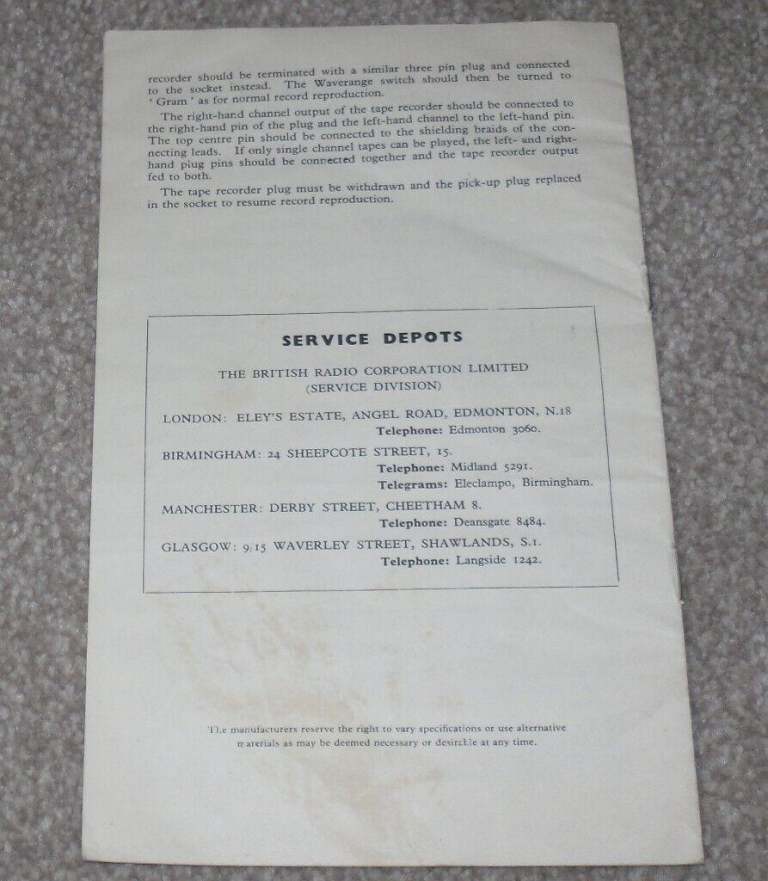 recorder should be terminated with a similar three pin plug and connected
to the socket instead. The Waverange switch should then be turned to
' Gram ' as for normal record reproduction.
The right-hand channel output of the tape recorder should be connected to
the right-hand pin of the plug and the left-hand channel to the left-hand pin.
The top centre pin should be connected to the shielding braids of the con-
necting leads. If only single channel tapes can be played, the left- and right-
hand plug pins should be connected together and the tape recorder output
fed to both.
The tape recorder plug must be withdrawn and the pick-up plug replaced
in the socket to resume record reproduction.
SERVICE DEPOTS
THE BRITISH RADIO CORPORATION LIMITED
(SERVICE DIVISION)
LONDON: ELEY'S ESTATE, ANGEL ROAD, EDMONTON, N.18
Telephone: Edmonton 3060.
BIRMINGHAM: 24 SHEEPCOTE STREET, 15.
Telephone: Midland 5291.
Telegrams: Eleclampo, Birmingham.
MANCHESTER: DERBY STREET, CHEETHAM 8.
Telephone: Deansgate 8484.
GLASGOW: 9/15 WAVERLEY STREET, SHAWLANDS, S.1.
Telephone: Langside 1242.
The manufacturers reserve the right to vary specifications or use alternative
materials as may be deemed necessary or desirable at any time.